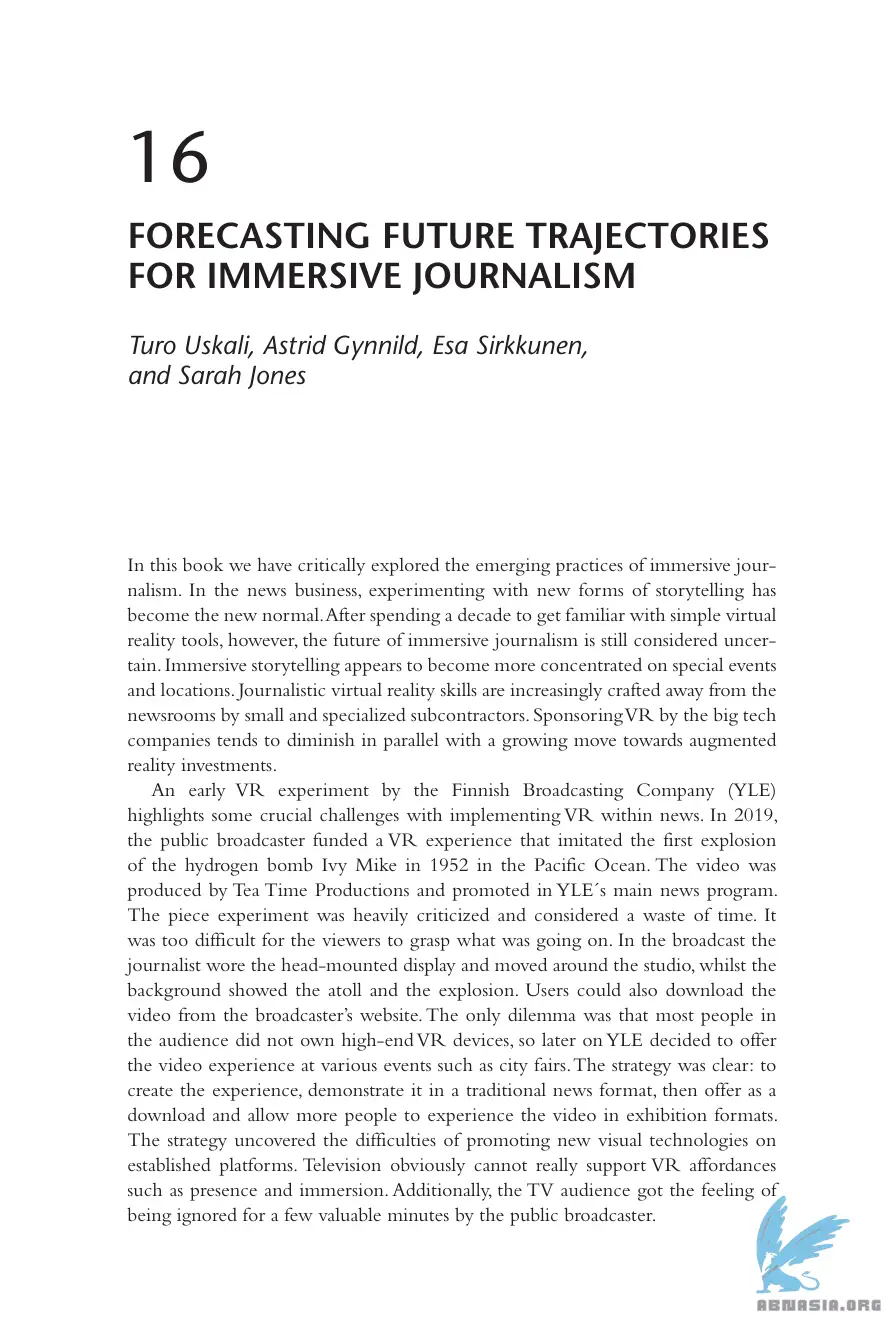 16
FORECASTING FUTURE TRAJECTORIES
FOR IMMERSIVE JOURNALISM
Turo Uskali, Astrid Gynnild, Esa Sirkkunen,
and Sarah Jones
In this book we have critically explored the emerging practices of immersive jour-
nalism. In the news business, experimenting with new forms of storytelling has
become the new normal. After spending a decade to get familiar with simple virtual
reality tools, however, the future of immersive journalism is still considered uncer-
tain. Immersive storytelling appears to become more concentrated on special events
and locations. Journalistic virtual reality skills are increasingly crafted away from the
newsrooms by small and specialized subcontractors. Sponsoring VR by the big tech
companies tends to diminish in parallel with a growing move towards augmented
reality investments.
An early VR experiment by the Finnish Broadcasting Company (YLE)
highlights some crucial challenges with implementing VR within news. In 2019,
the public broadcaster funded a VR experience that imitated the first explosion
of the hydrogen bomb Ivy Mike in 1952 in the Pacific Ocean. The video was
produced by Tea Time Productions and promoted in YLE´s main news program.
The piece experiment was heavily criticized and considered a waste of time. It
was too difficult for the viewers to grasp what was going on. In the broadcast the
journalist wore the head-mounted display and moved around the studio, whilst the
background showed the atoll and the explosion. Users could also download the
video from the broadcaster’s website. The only dilemma was that most people in
the audience did not own high-end VR devices, so later on YLE decided to offer
the video experience at various events such as city fairs. The strategy was clear: to
create the experience, demonstrate it in a traditional news format, then offer as a
download and allow more people to experience the video in exhibition formats.
The strategy uncovered the difficulties of promoting new visual technologies on
established platforms. Television obviously cannot really support VR affordances
such as presence and immersion. Additionally, the TV audience got the feeling of
being ignored for a few valuable minutes by the public broadcaster.
ABNASIA.ORG